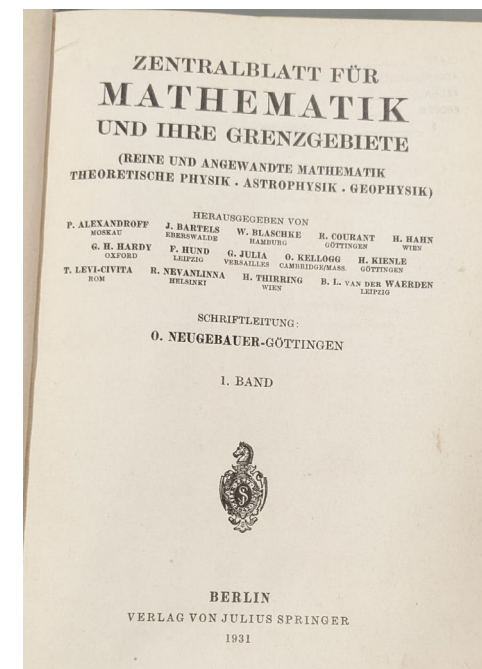 ZENTRALBLATT FÜR
MATHEMATIK
UND IHRE GRENZGEBIETE
(REINE UND ANGEWANDTE MATHEMATIK
THEORETISCHE PHYSIK . ASTROPHYSIK . GEOPHYSIK)
HERAUSGEGEBEN VON
P. ALEXANDROFF J. BARTELS W. BLASCHKE R. COURANT H. HAHN
MOSKAU EBERSWALDE HAMBURG GÖTTINGEN WIEN
G. H. HARDY F. HUND G. JULIA O. KELLOGG H. KIENLE
OXFORD LEIPZIG VERSAILLES CAMBRIDGE/MASS. GÖTTINGEN
T. LEVI-CIVITA R. NEVANLINNA H. THIRRING B. L. VAN DER WAERDEN
ROM HELSINKI WIEN LEIPZIG
SCHRIFTLEITUNG:
O. NEUGEBAUER-GÖTTINGEN
1. BAND
BERLIN
VERLAG VON JULIUS SPRINGER
1931